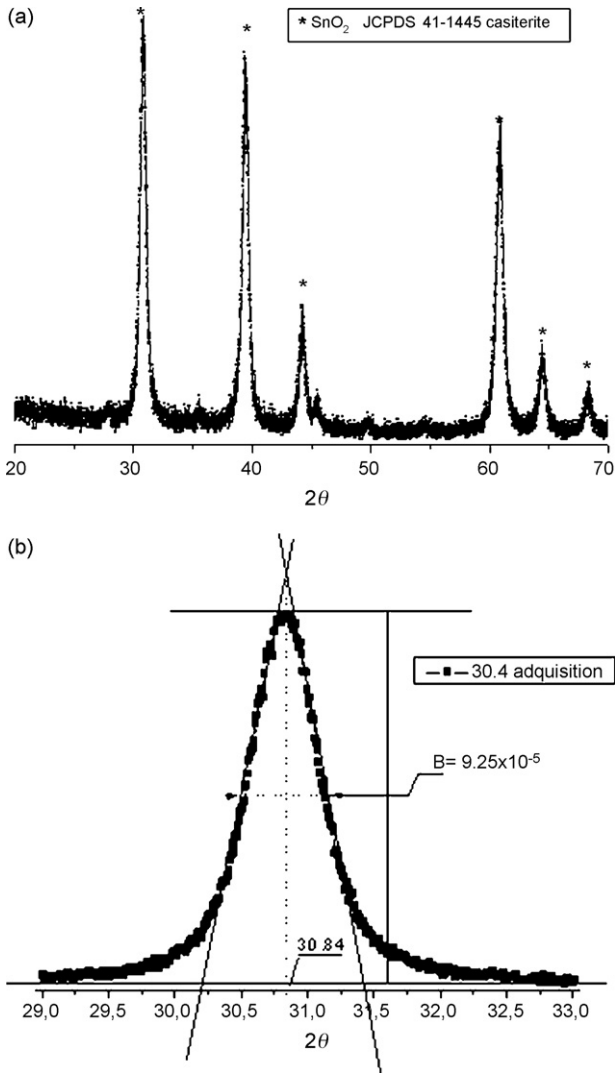 (a)
* SnO2 JCPDS 41-1445 casiterite
* * * * * *
20 30 40 50 60 70
2θ
(b)
30.4 adquisition
B= 9.25x10-5
30.84
29,0 29,5 30,0 30,5 31,0 31,5 32,0 32,5 33,0
2θ